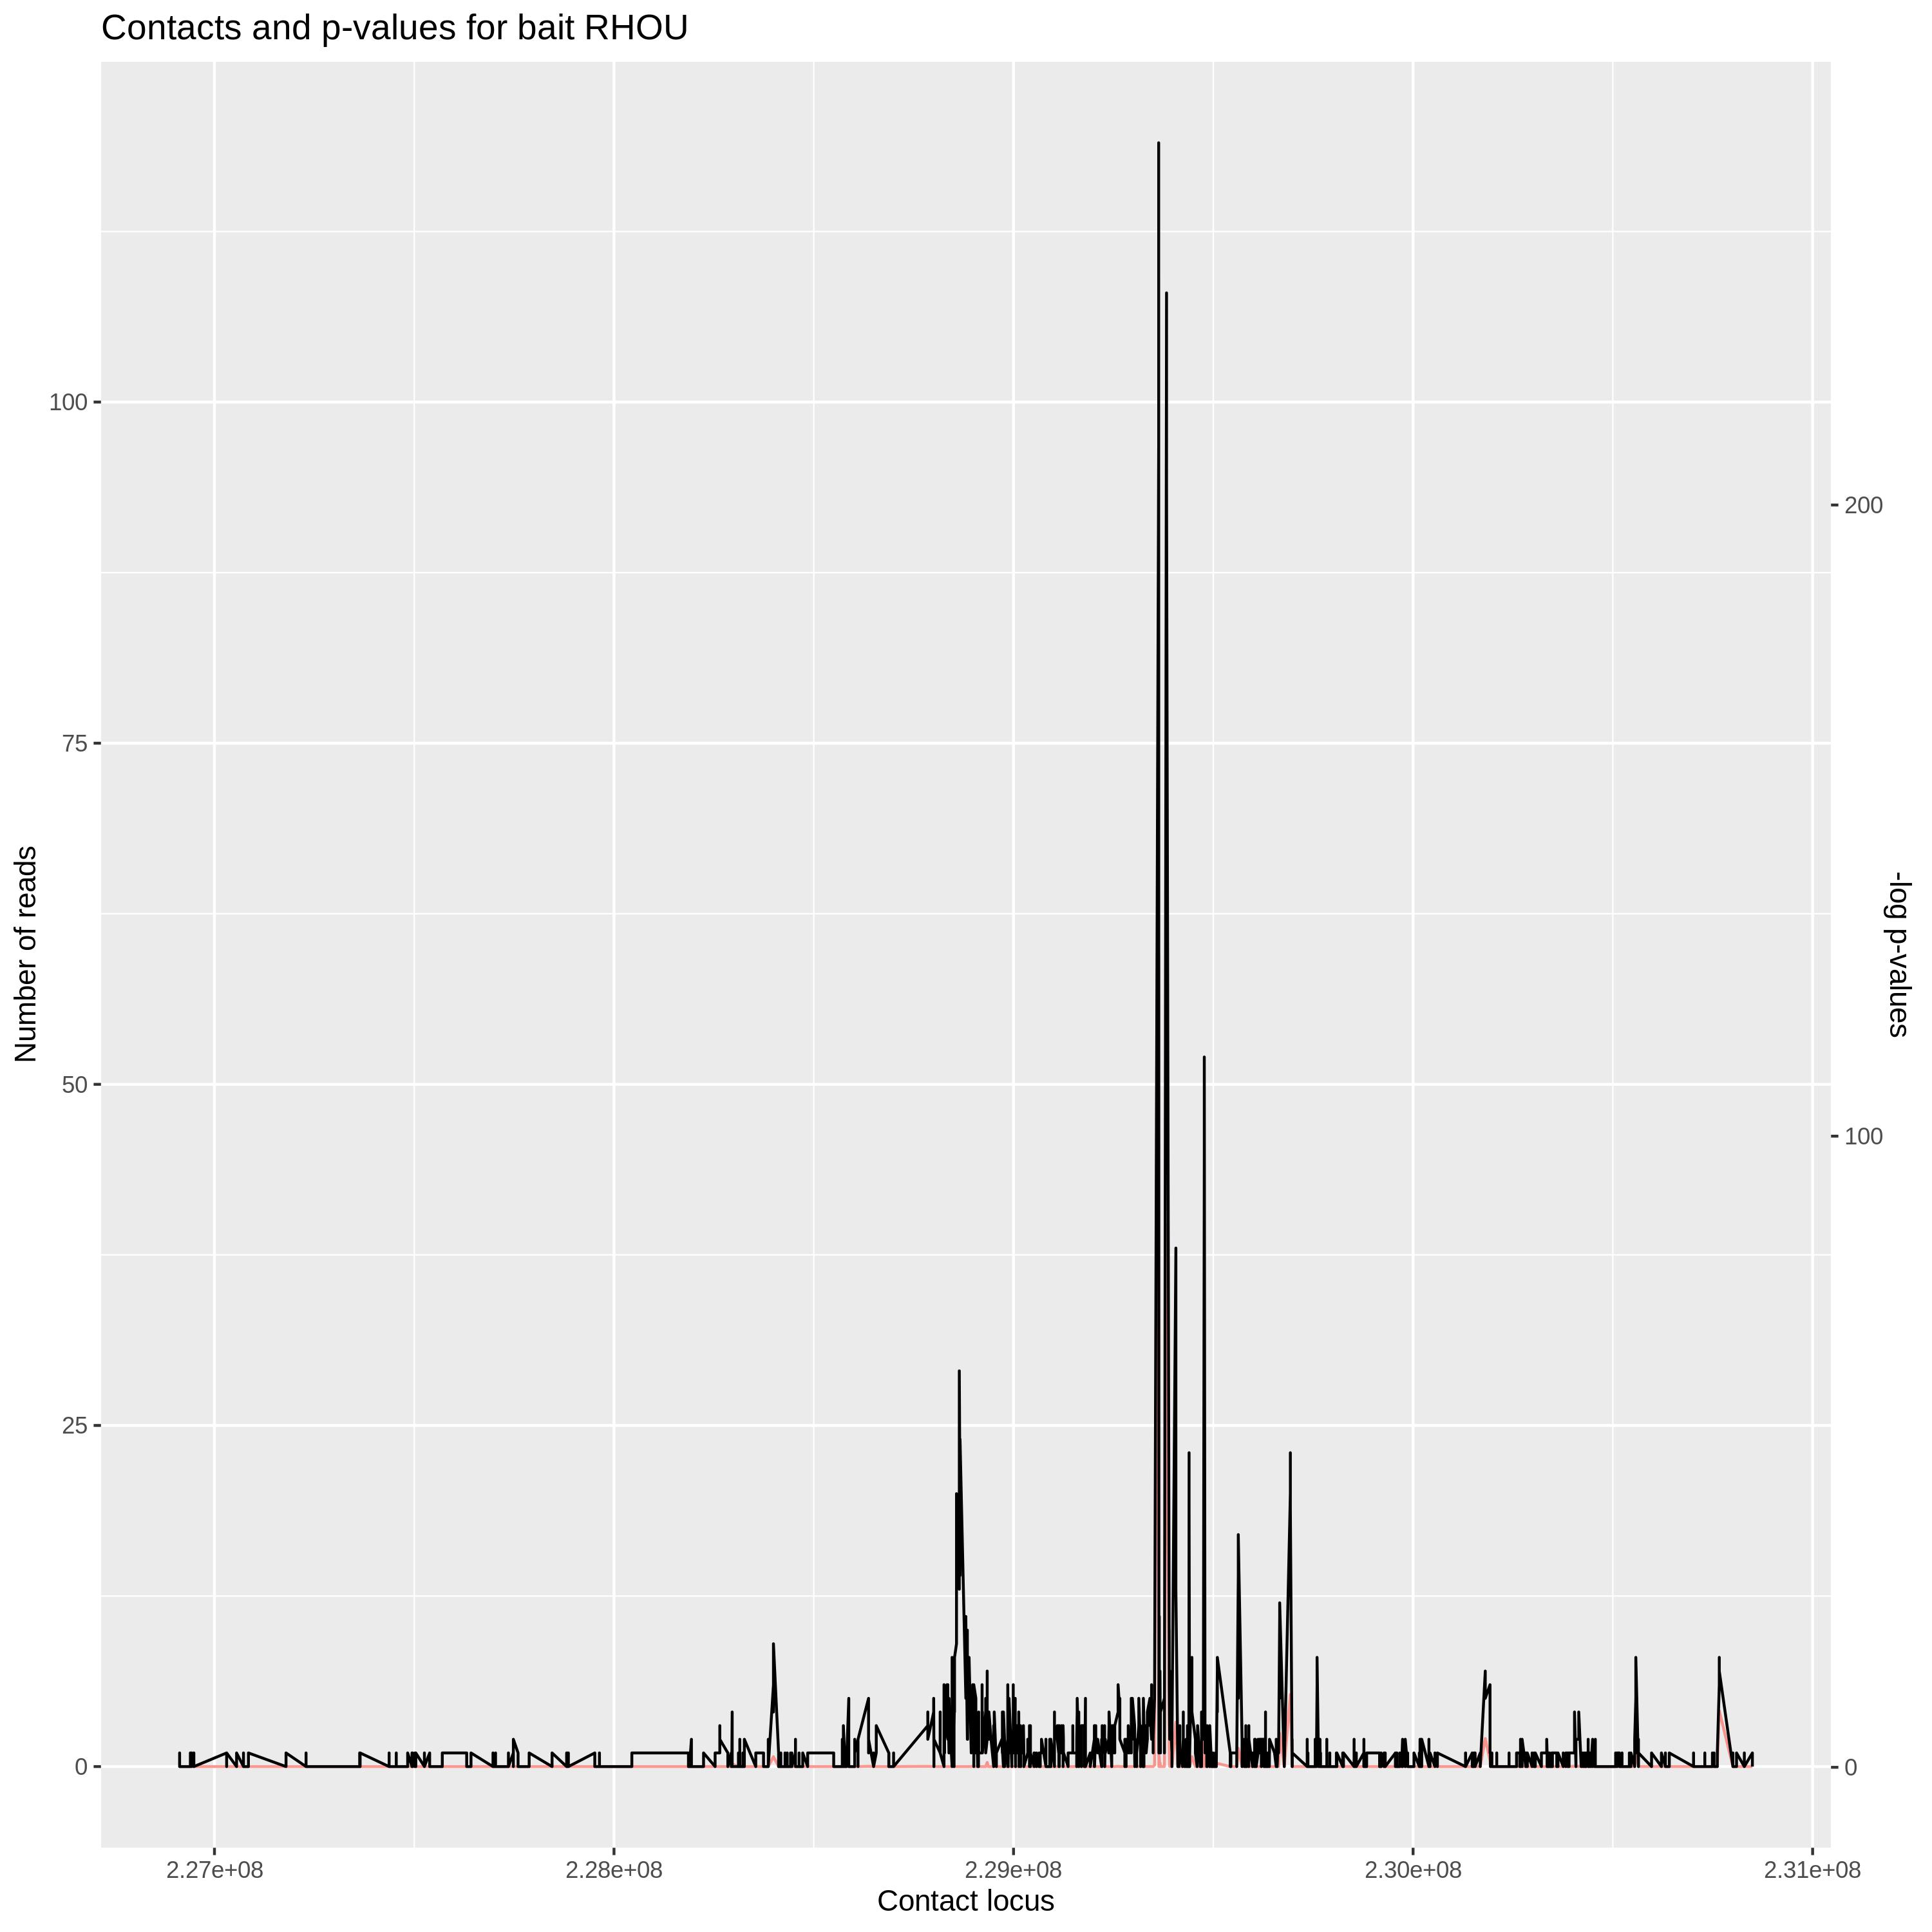 Contacts and p-values for bait RHOU
100
75
50
25
0
Number of reads
200
100
0
-log p-values
2.27e+08 2.28e+08 2.29e+08 2.30e+08 2.31e+08
Contact locus